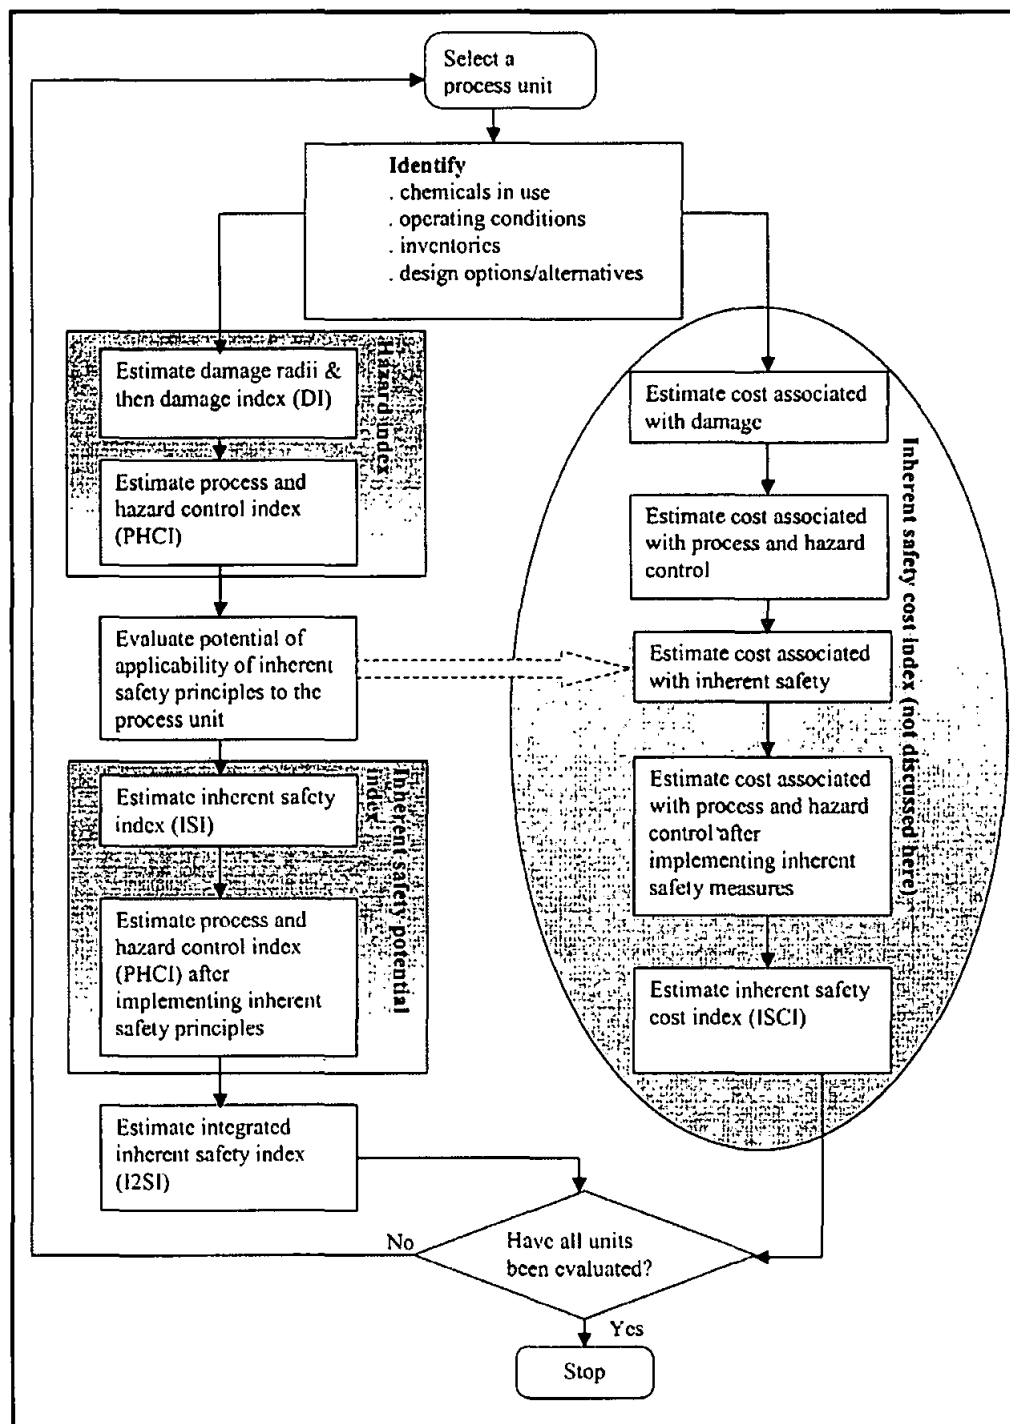 Select a
process unit
Identify
. chemicals in use
. operating conditions
. inventories
. design options/alternatives
Hazard index
Estimate damage radii &
then damage index (DI)
Estimate process and
hazard control index
(PHCI)
Evaluate potential of
applicability of inherent
safety principles to the
process unit
Inherent safety potential
index
Estimate inherent safety
index (ISI)
Estimate process and
hazard control index
(PHCI) after
implementing inherent
safety principles
Estimate integrated
inherent safety index
(I2SI)
Inherent safety cost index (not discussed here)
Estimate cost associated
with damage
Estimate cost associated
with process and hazard
control
Estimate cost associated
with inherent safety
Estimate cost associated
with process and hazard
control after
implementing inherent
safety measures
Estimate inherent safety
cost index (ISCI)
No
Have all units
been evaluated?
Yes
Stop